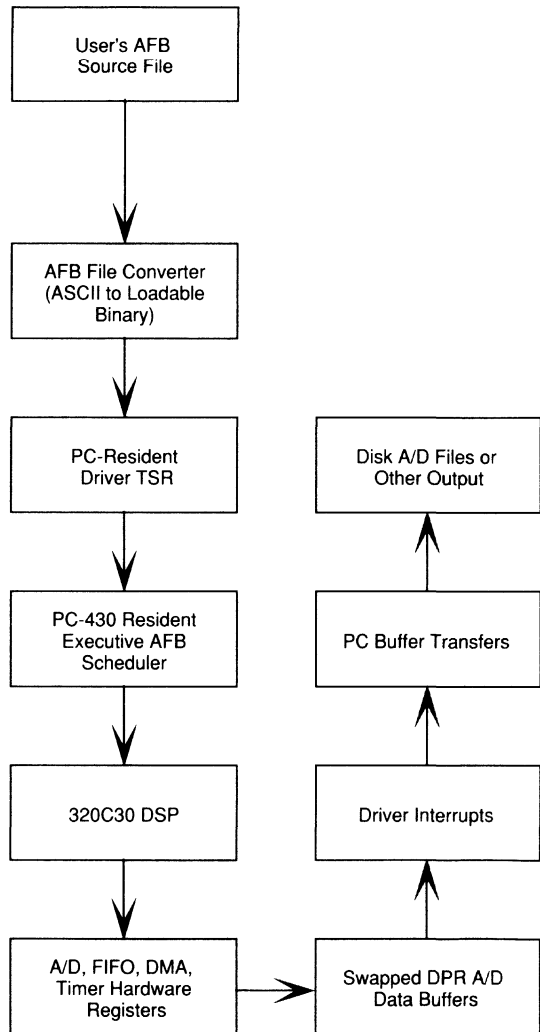 User's AFB
Source File
AFB File Converter
(ASCII to Loadable
Binary)
PC-Resident
Driver TSR
PC-430 Resident
Executive AFB
Scheduler
320C30 DSP
A/D, FIFO, DMA,
Timer Hardware
Registers
Swapped DPR A/D
Data Buffers
Driver Interrupts
PC Buffer Transfers
Disk A/D Files or
Other Output